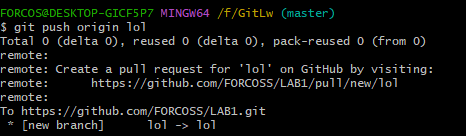 FORCOS@DESKTOP-GICF5P7 MINGW64 /f/GitLw (master)
$ git push origin lol
Total 0 (delta 0), reused 0 (delta 0), pack-reused 0 (from 0)
remote:
remote: Create a pull request for 'lol' on GitHub by visiting:
remote:      https://github.com/FORCOSS/LAB1/pull/new/lol
remote:
To https://github.com/FORCOSS/LAB1.git
 * [new branch]      lol -> lol